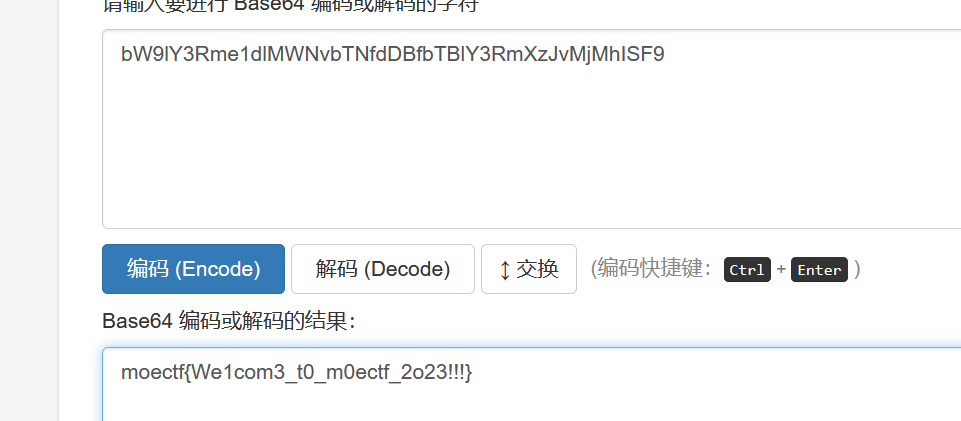 请输入要进行 Base64 编码或解码的字符
bW9lY3Rme1dlMWNvbTNfdDBfbTBlY3RmXzJvMjMhISF9
编码 (Encode) 解码 (Decode) ↕ 交换 (编码快捷键： Ctrl + Enter )
Base64 编码或解码的结果：
moectf{We1com3_t0_m0ectf_2o23!!!}